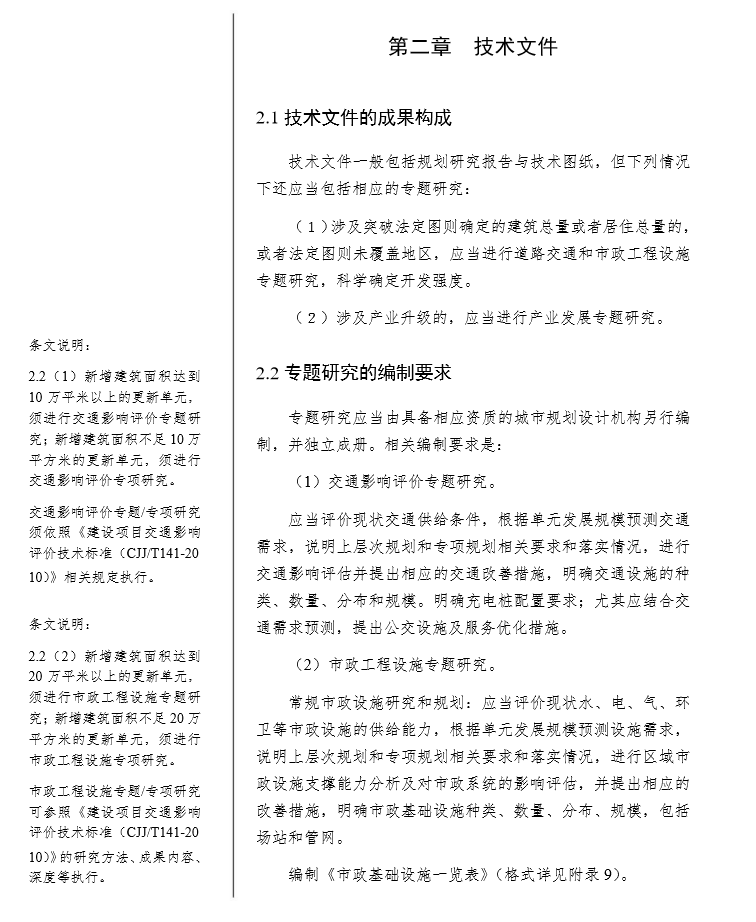 第二章　技术文件
2.1 技术文件的成果构成
技术文件一般包括规划研究报告与技术图纸，但下列情况
下还应当包括相应的专题研究：
（1）涉及突破法定图则确定的建筑总量或者居住总量的，
或者法定图则未覆盖地区，应当进行道路交通和市政工程设施
专题研究，科学确定开发强度。
（2）涉及产业升级的，应当进行产业发展专题研究。
2.2 专题研究的编制要求
专题研究应当由具备相应资质的城市规划设计机构另行编
制，并独立成册。相关编制要求是：
（1）交通影响评价专题研究。
应当评价现状交通供给条件，根据单元发展规模预测交通
需求，说明上层次规划和专项规划相关要求和落实情况，进行
交通影响评估并提出相应的交通改善措施，明确交通设施的种
类、数量、分布和规模。明确充电桩配置要求；尤其应结合交
通需求预测，提出公交设施及服务优化措施。
（2）市政工程设施专题研究。
常规市政设施研究和规划：应当评价现状水、电、气、环
卫等市政设施的供给能力，根据单元发展规模预测设施需求，
说明上层次规划和专项规划相关要求和落实情况，进行区域市
政设施支撑能力分析及对市政系统的影响评估，并提出相应的
改善措施，明确市政基础设施种类、数量、分布、规模，包括
场站和管网。
编制《市政基础设施一览表》（格式详见附录 9）。
条文说明：
2.2（1）新增建筑面积达到
10 万平米以上的更新单元，
须进行交通影响评价专题研
究；新增建筑面积不足 10 万
平方米的更新单元，须进行
交通影响评价专项研究。
交通影响评价专题/专项研究
须依照《建设项目交通影响
评价技术标准（CJJ/T141-20
10）》相关规定执行。
条文说明：
2.2（2）新增建筑面积达到
20 万平米以上的更新单元，
须进行市政工程设施专题研
究；新增建筑面积不足 20 万
平方米的更新单元，须进行
市政工程设施专项研究。
市政工程设施专题/专项研究
可参照《建设项目交通影响
评价技术标准（CJJ/T141-20
10）》的研究方法、成果内容、
深度等执行。